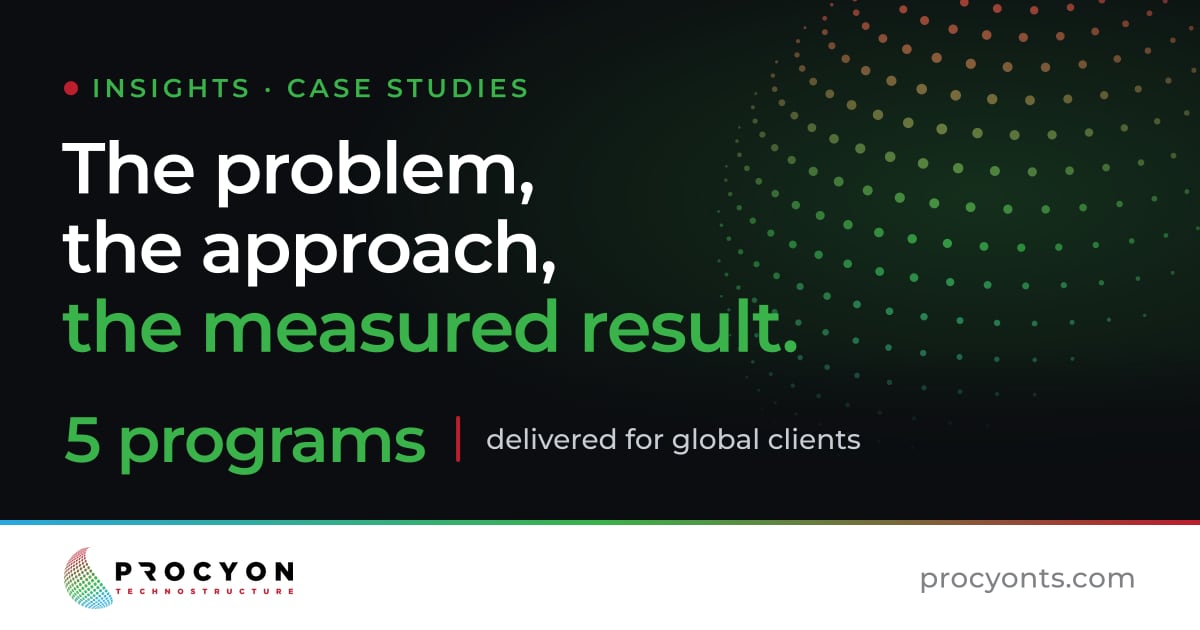 INSIGHTS · CASE STUDIES
The problem,
the approach,
the measured result.
5 programs
delivered for global clients
PROCYON
TECHNOSTRUCTURE
procyonts.com